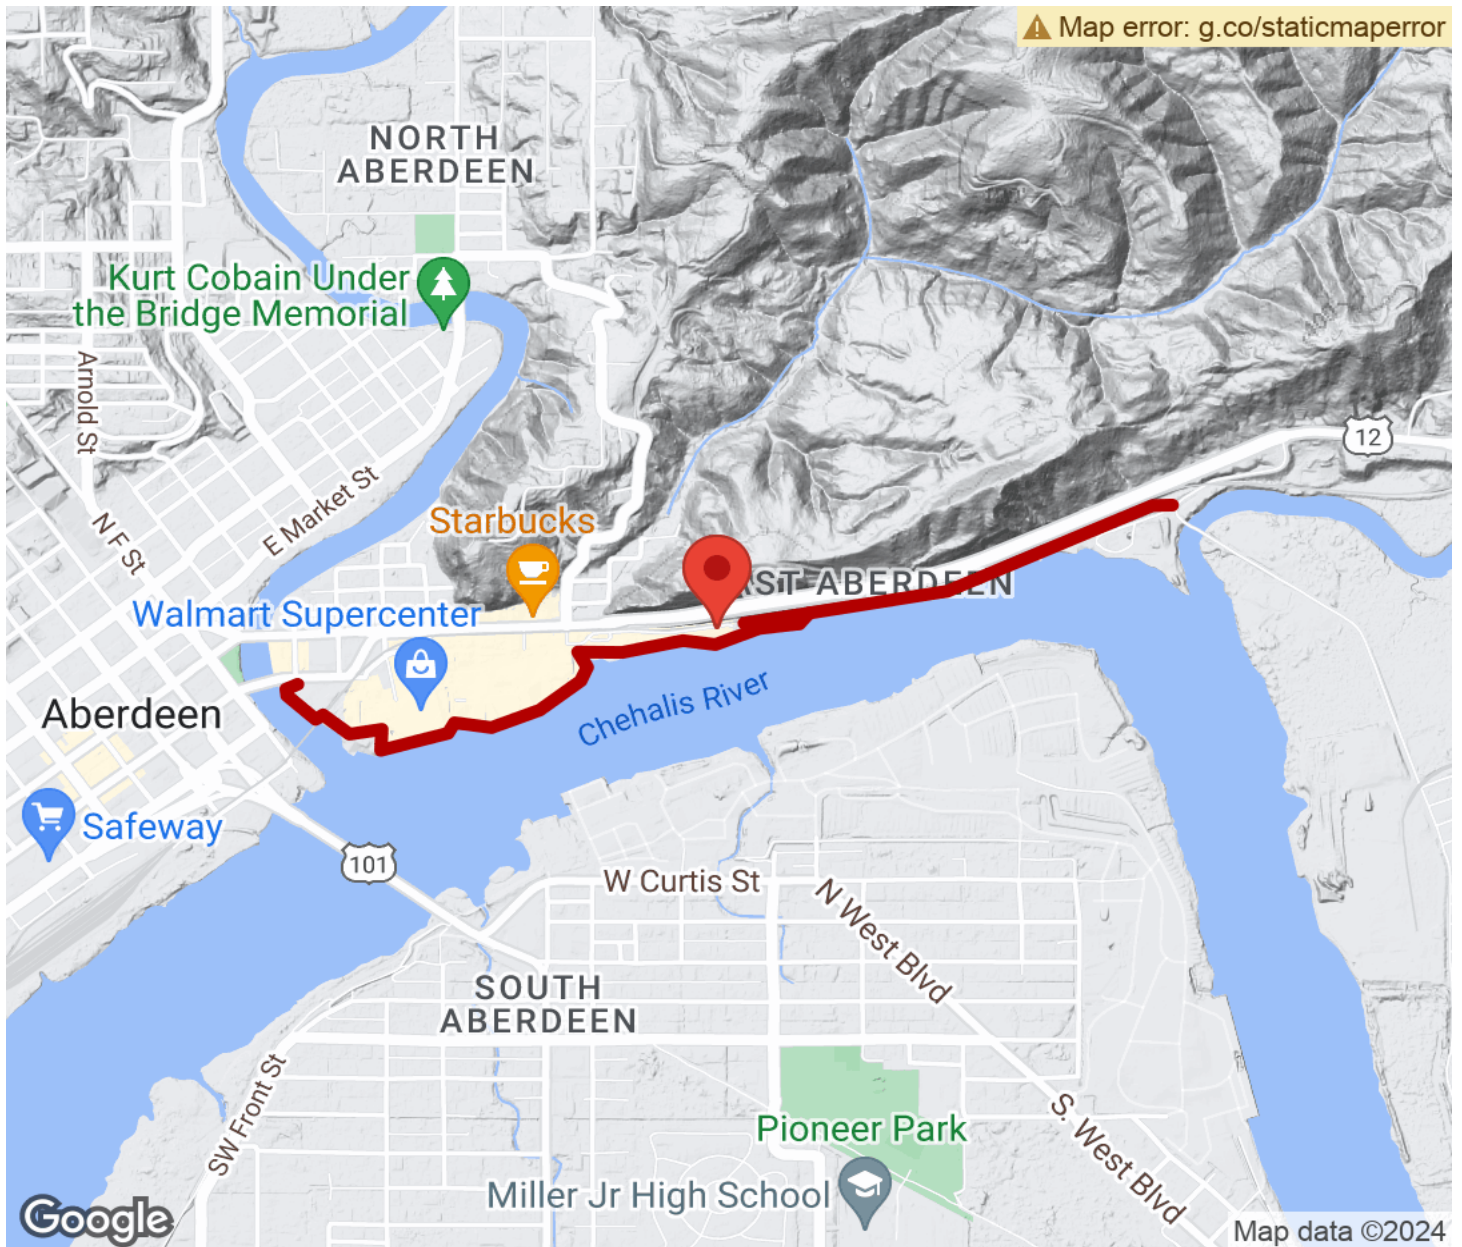 Map error: g.co/staticmaperror
NORTH
ABERDEEN
Kurt Cobain Under
the Bridge Memorial
Arnold St
12
E Market St
N F St
Starbucks
AST ABERDEEN
Walmart Supercenter
Aberdeen
Chehalis River
Safeway
101
W Curtis St
N West Blvd
SOUTH
ABERDEEN
SW Front St
S. West Blvd
Pioneer Park
Miller Jr High School
Google
Map data ©2024